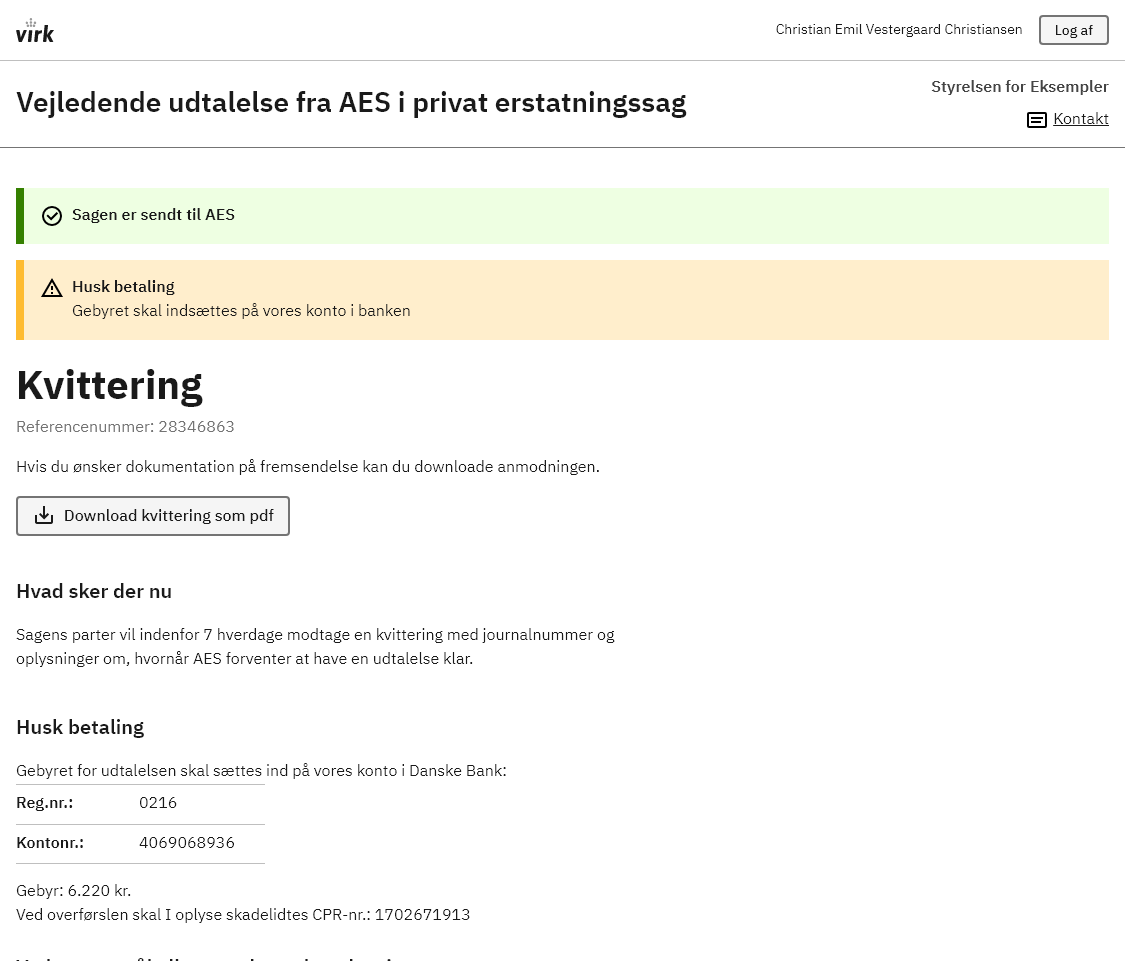 virk
Christian Emil Vestergaard Christiansen
Log af
Vejledende udtalelse fra AES i privat erstatningssag
Styrelsen for Eksempler
Kontakt
Sagen er sendt til AES
Husk betaling
Gebyret skal indsættes på vores konto i banken
Kvittering
Referencenummer: 28346863
Hvis du ønsker dokumentation på fremsendelse kan du downloade anmodningen.
Download kvittering som pdf
Hvad sker der nu
Sagens parter vil indenfor 7 hverdage modtage en kvittering med journalnummer og
oplysninger om, hvornår AES forventer at have en udtalelse klar.
Husk betaling
Gebyret for udtalelsen skal sættes ind på vores konto i Danske Bank:
Reg.nr.: 0216
Kontonr.: 4069068936
Gebyr: 6.220 kr.
Ved overførslen skal I oplyse skadelidtes CPR-nr.: 1702671913